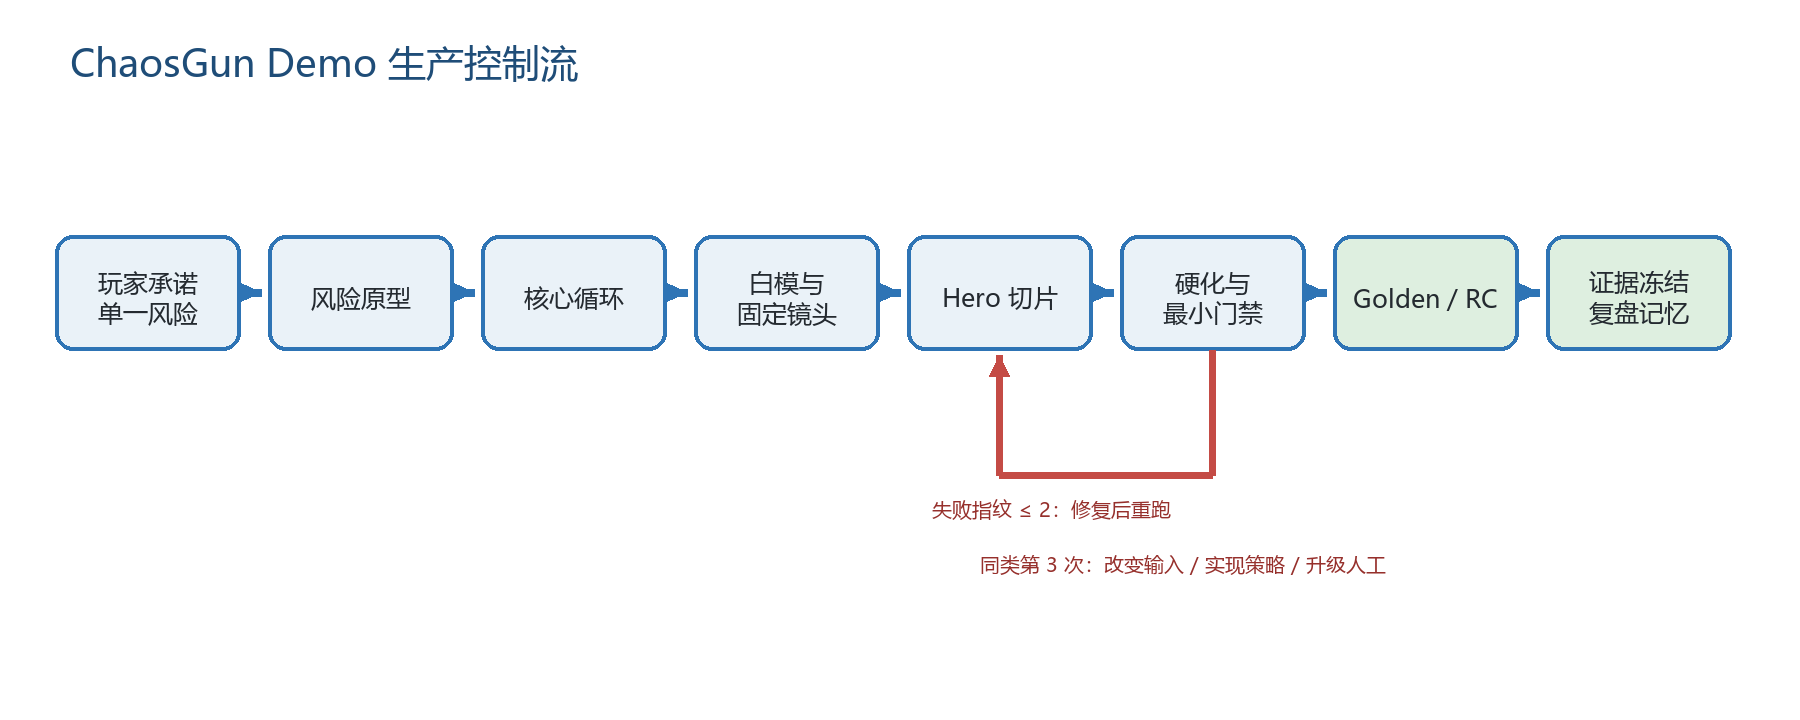 ChaosGun Demo 生产控制流
玩家承诺
单一风险
风险原型
核心循环
白模与
固定镜头
Hero 切片
硬化与
最小门禁
Golden / RC
证据冻结
复盘记忆
失败指纹 ≤ 2：修复后重跑
同类第 3 次：改变输入 / 实现策略 / 升级人工